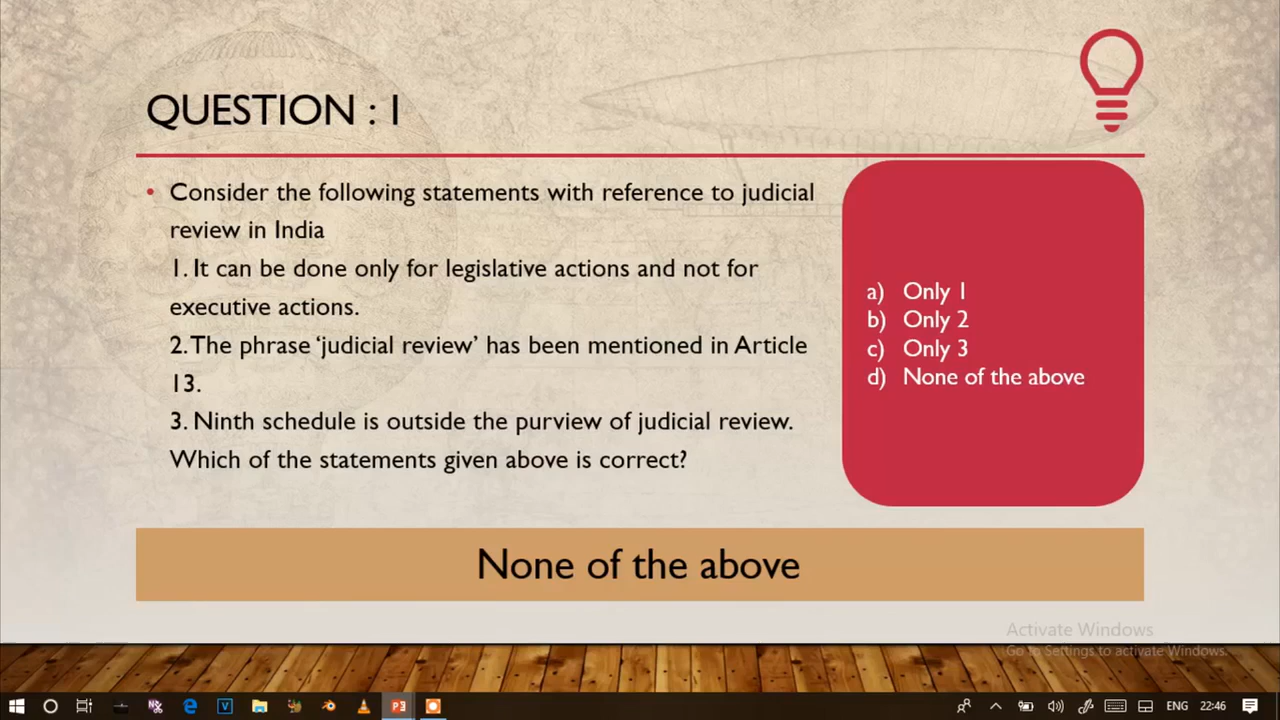 QUESTION : 1
• Consider the following statements with reference to judicial
review in India
1. It can be done only for legislative actions and not for
executive actions.
2. The phrase ‘judicial review’ has been mentioned in Article
13.
3. Ninth schedule is outside the purview of judicial review.
Which of the statements given above is correct?
a) Only 1
b) Only 2
c) Only 3
d) None of the above
None of the above
Activate Windows
Go to Settings to activate Windows.
ENG 22:46